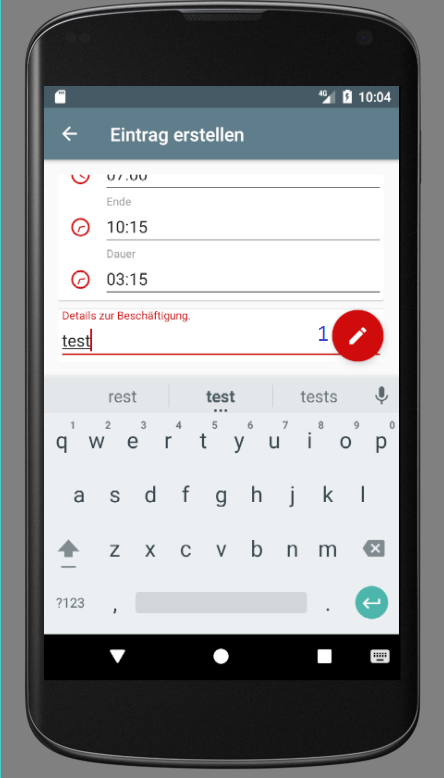 4G 10:04
Eintrag erstellen
07:00
Ende
10:15
Dauer
03:15
Details zur Beschäftigung.
test 1
rest test tests
1 2 3 4 5 6 7 8 9 0
q w e r t y u i o p
a s d f g h j k l
z x c v b n m
?123 , .